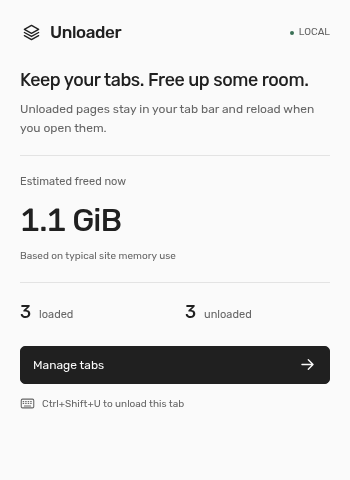 Unloader
LOCAL
Keep your tabs. Free up some room.
Unloaded pages stay in your tab bar and reload when
you open them.
Estimated freed now
1.1 GiB
Based on typical site memory use
3 loaded
3 unloaded
Manage tabs
Ctrl+Shift+U to unload this tab